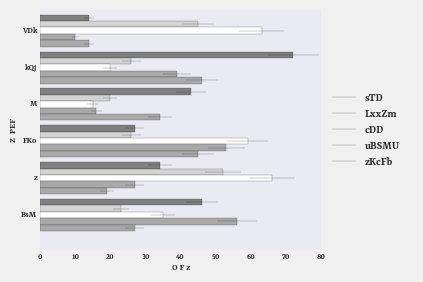 VDk
kQj
M
FKo
z
BsM
Z PEF
0 10 20 30 40 50 60 70 80
O F z
sTD
LxxZm
cDD
uBSMU
zKcFb